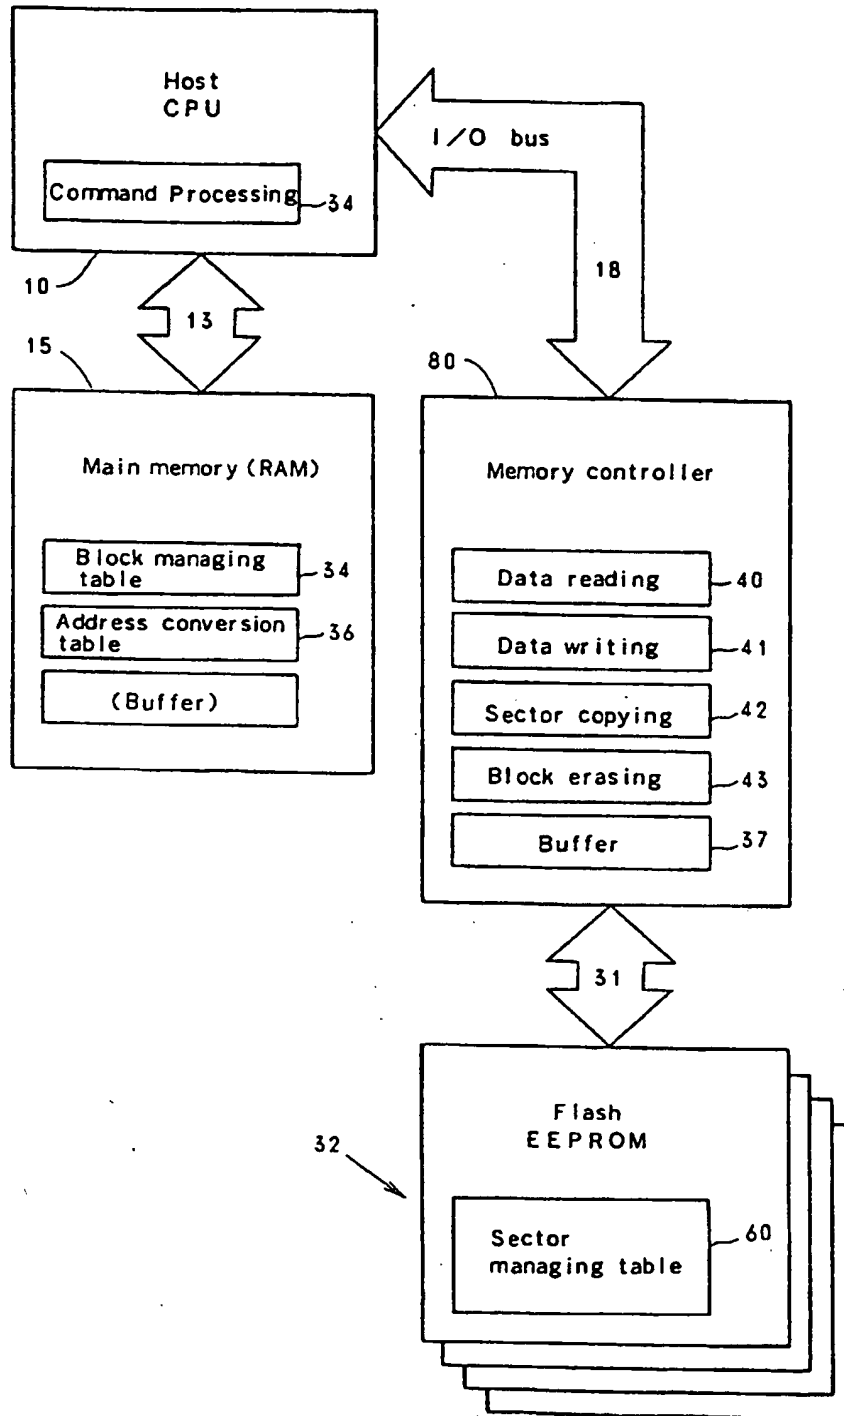 Host
CPU
Command Processing
34
10
I/O bus
18
13
15
Main memory (RAM)
Block managing
table
34
Address conversion
table
36
(Buffer)
80
Memory controller
Data reading
40
Data writing
41
Sector copying
42
Block erasing
43
Buffer
37
31
32
Flash
EEPROM
Sector
managing table
60